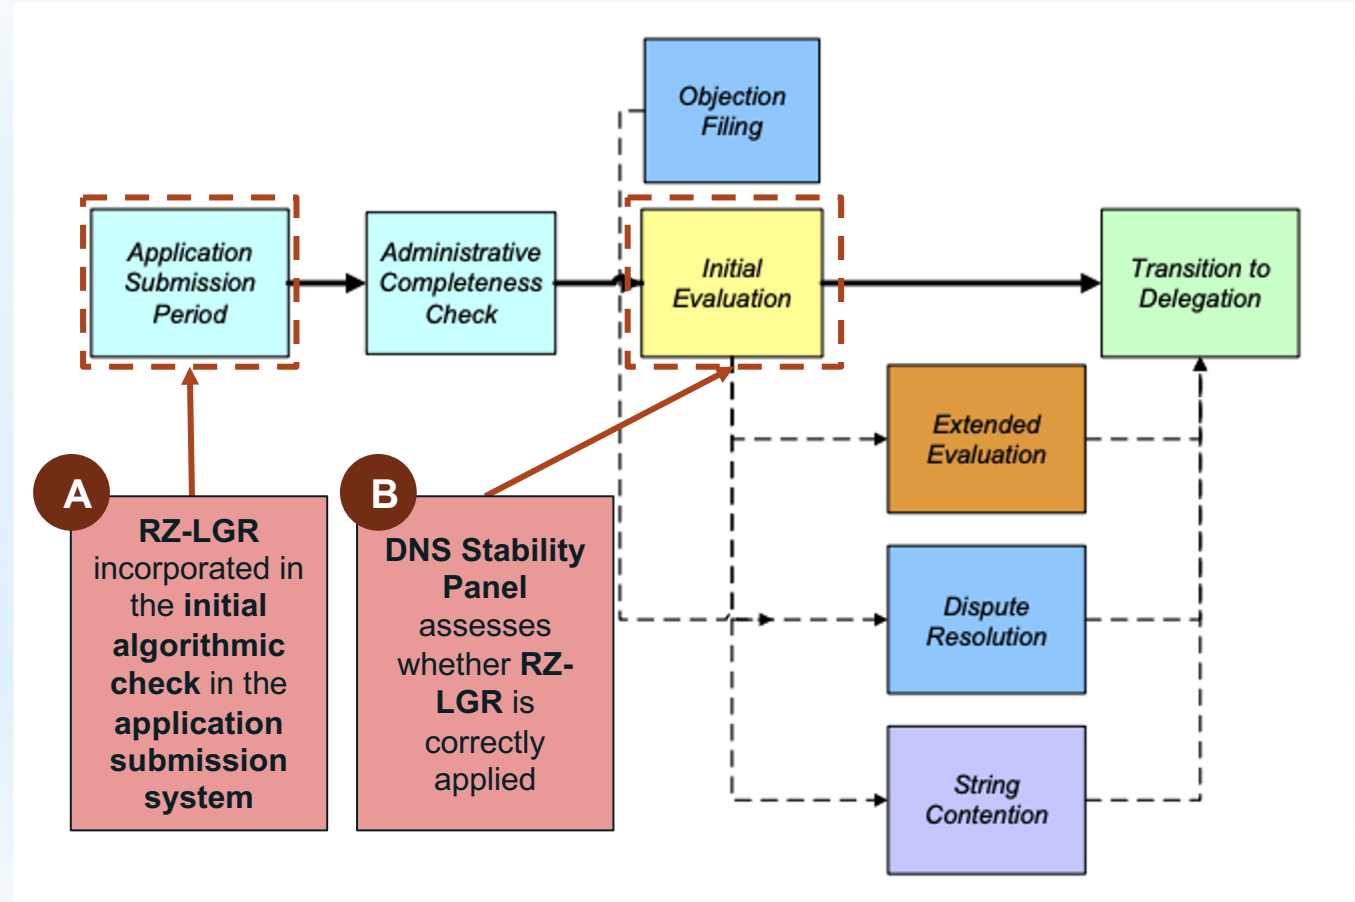 Objection
Filing
Application
Submission
Period
Administrative
Completeness
Check
Initial
Evaluation
Transition to
Delegation
Extended
Evaluation
Dispute
Resolution
String
Contention
A
RZ-LGR
incorporated in
the initial
algorithmic
check in the
application
submission
system
B
DNS Stability
Panel
assesses
whether RZ-
LGR is
correctly
applied